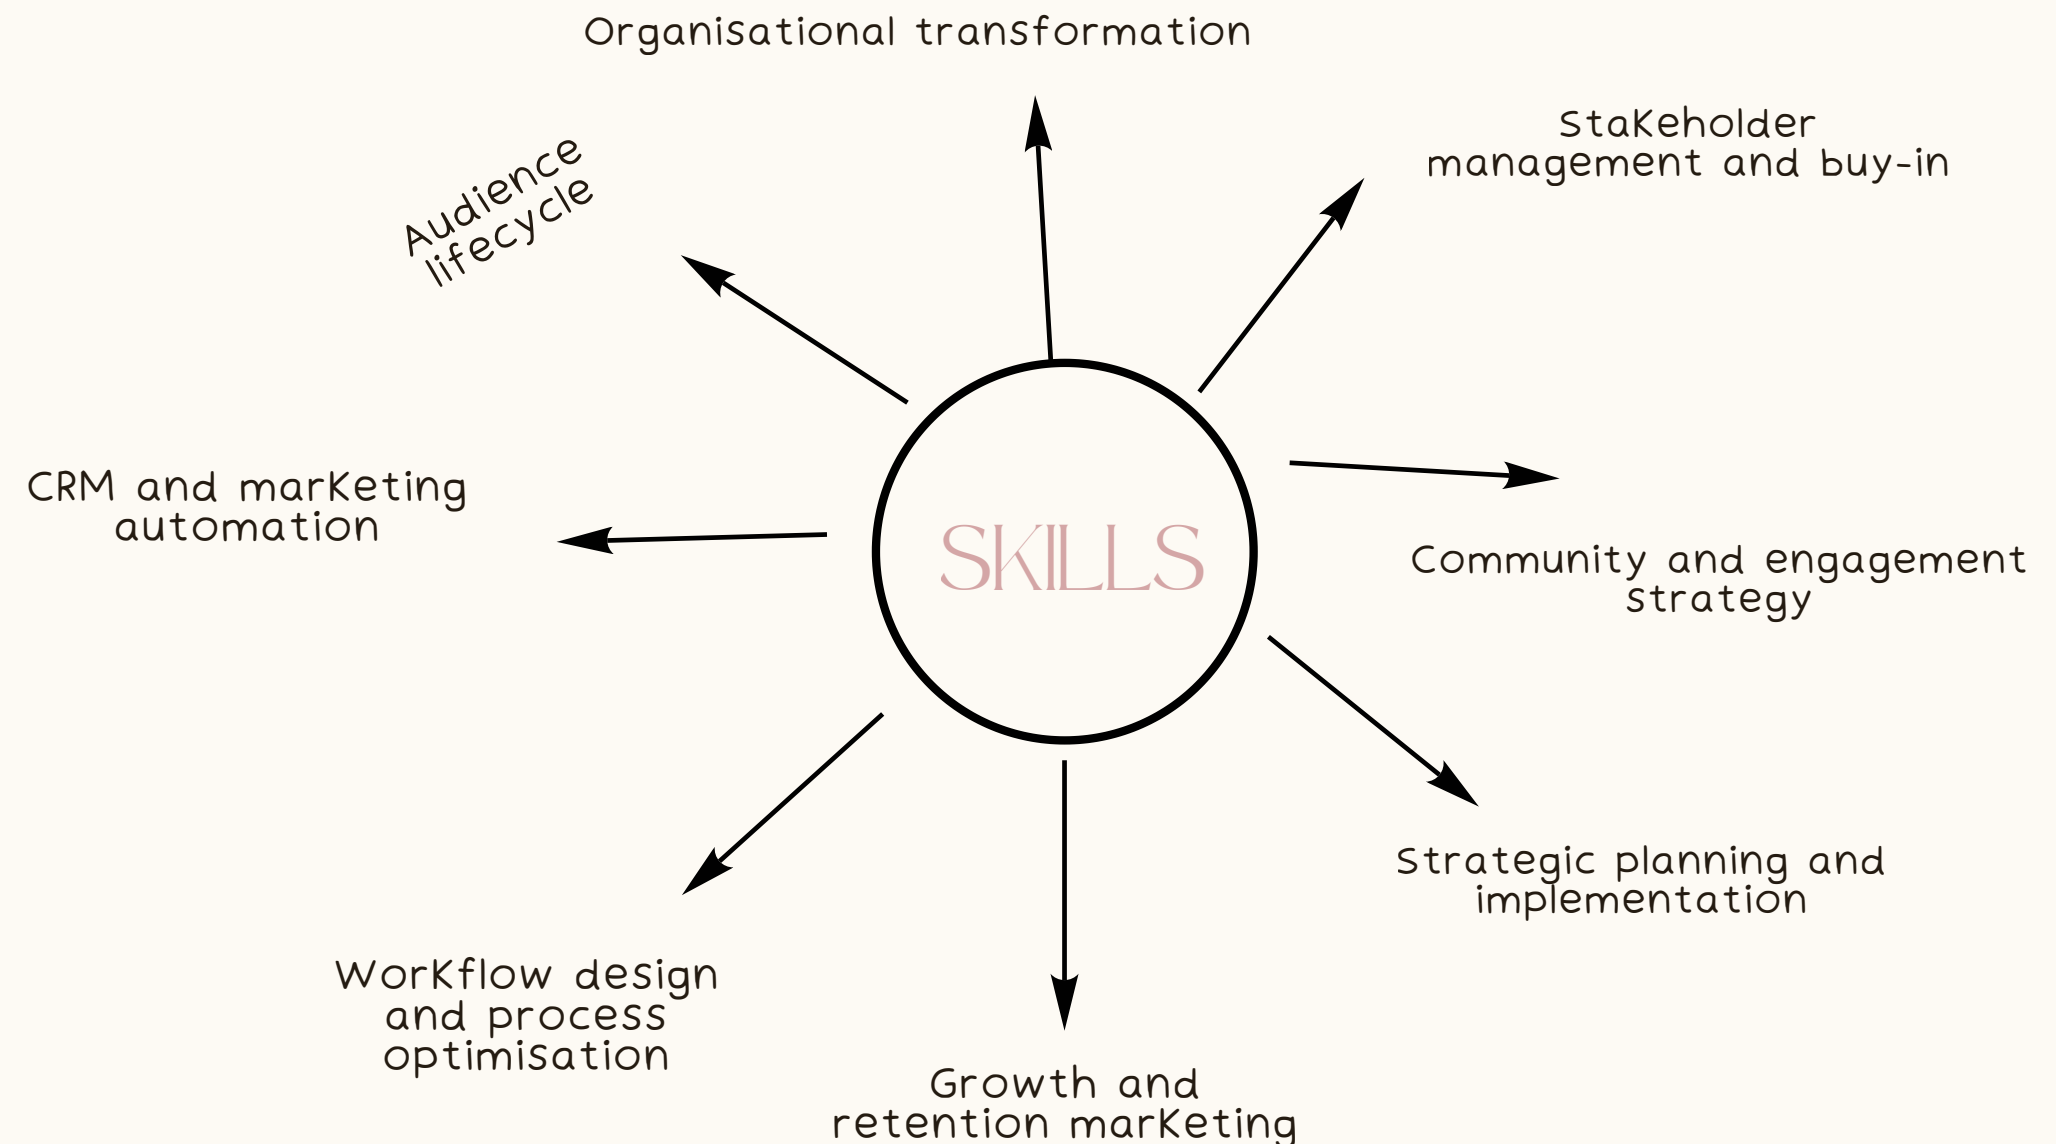 Organisational transformation
Stakeholder
management and buy-in
Audience
lifecycle
CRM and marketing
automation
SKILLS
Community and engagement
strategy
Strategic planning and
implementation
Workflow design
and process
optimisation
Growth and
retention marketing